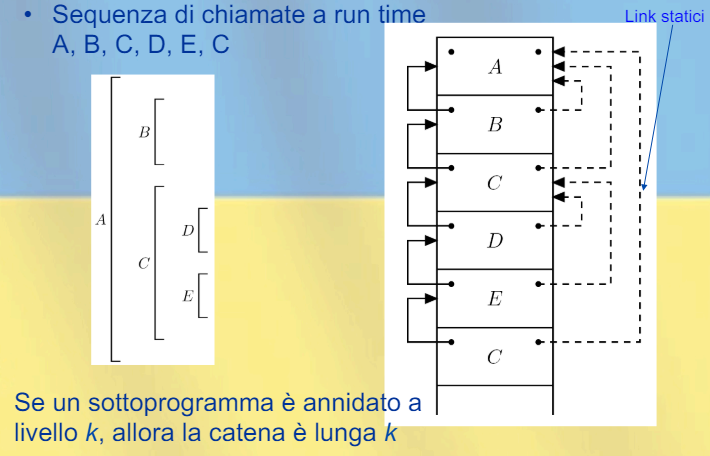 • Sequenza di chiamate a run time
A, B, C, D, E, C
Link statici
A
B
C
D
E
A
B
C
D
E
C
Se un sottoprogramma è annidato a
livello k, allora la catena è lunga k